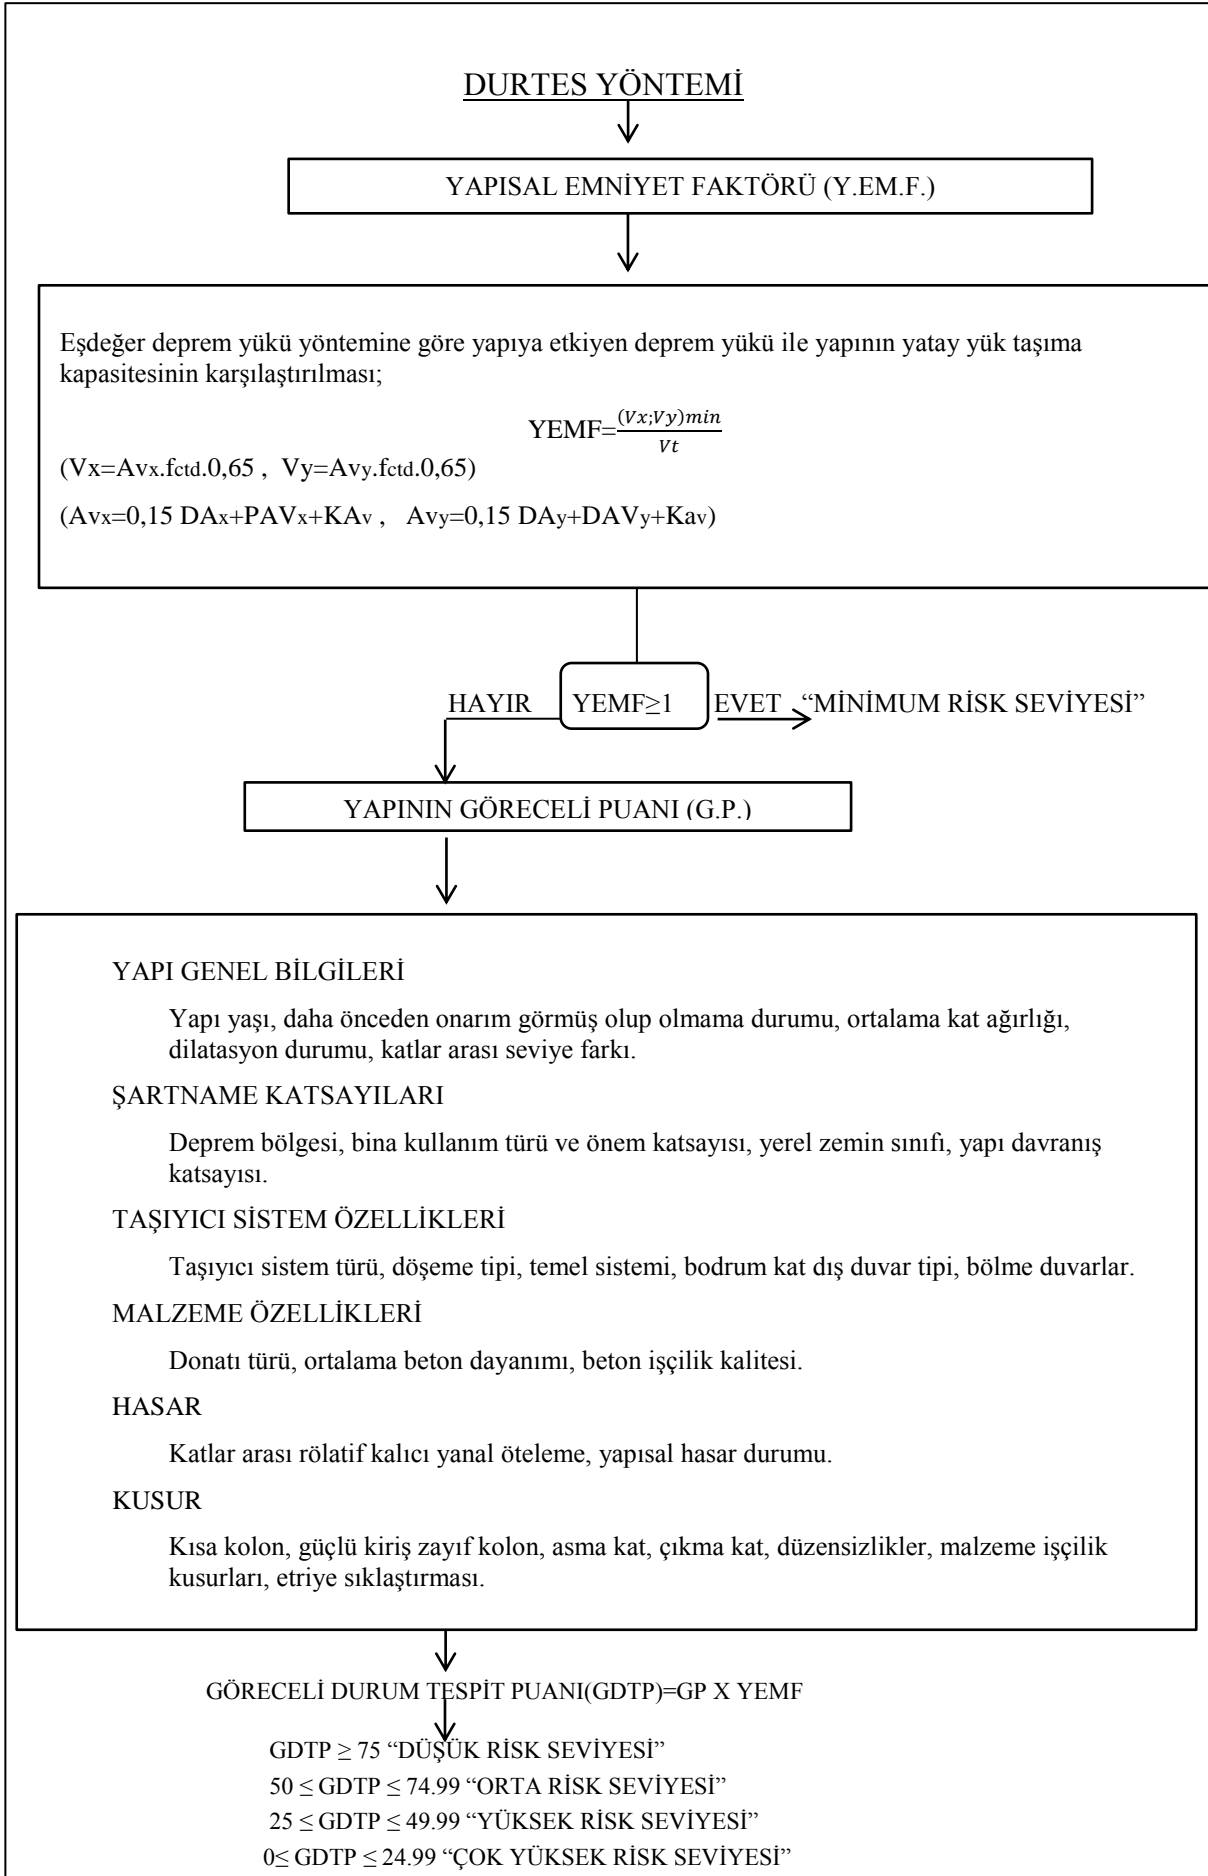 DURTES YÖNTEMİ
YAPISAL EMNİYET FAKTÖRÜ (Y.EM.F.)
Eşdeğer deprem yükü yöntemine göre yapıya etkiyen deprem yükü ile yapının yatay yük taşıma
kapasitesinin karşılaştırılması;
YEMF=(Vx;Vy)min/Vt
(Vx=Avx.fctd.0,65 , Vy=Avy.fctd.0,65)
(Avx=0,15 DAx+PAVx+KAv , Avy=0,15 DAy+DAVy+Kav)
HAYIR YEMF≥1 EVET “MİNİMUM RİSK SEVİYESİ”
YAPININ GÖRECELİ PUANI (G.P.)
YAPI GENEL BİLGİLERİ
Yapı yaşı, daha önceden onarım görmüş olup olmama durumu, ortalama kat ağırlığı,
dilatasyon durumu, katlar arası seviye farkı.
ŞARTNAME KATSAYILARI
Deprem bölgesi, bina kullanım türü ve önem katsayısı, yerel zemin sınıfı, yapı davranış
katsayısı.
TAŞIYICI SİSTEM ÖZELLİKLERİ
Taşıyıcı sistem türü, döşeme tipi, temel sistemi, bodrum kat dış duvar tipi, bölme duvarlar.
MALZEME ÖZELLİKLERİ
Donatı türü, ortalama beton dayanımı, beton işçilik kalitesi.
HASAR
Katlar arası rölatif kalıcı yanal öteleme, yapısal hasar durumu.
KUSUR
Kısa kolon, güçlü kiriş zayıf kolon, asma kat, çıkma kat, düzensizlikler, malzeme işçilik
kusurları, etriye sıklaştırması.
GÖRECELİ DURUM TESPİT PUANI(GDTP)=GP X YEMF
GDTP ≥ 75 “DÜŞÜK RİSK SEVİYESİ”
50 ≤ GDTP ≤ 74.99 “ORTA RİSK SEVİYESİ”
25 ≤ GDTP ≤ 49.99 “YÜKSEK RİSK SEVİYESİ”
0≤ GDTP ≤ 24.99 “ÇOK YÜKSEK RİSK SEVİYESİ”